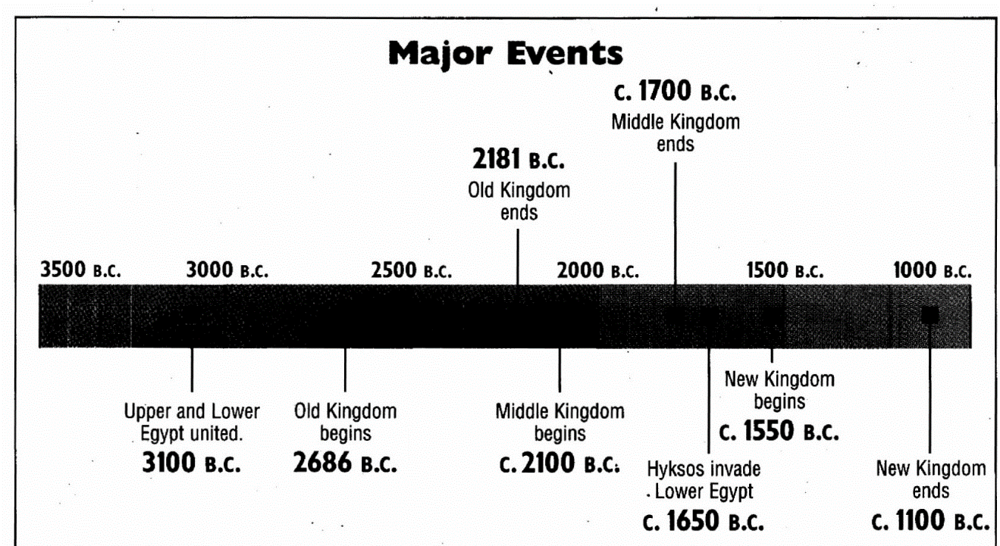 Major Events
c. 1700 B.C.
Middle Kingdom
ends
2181 B.C.
Old Kingdom
ends
3500 B.C. 3000 B.C. 2500 B.C. 2000 B.C. 1500 B.C. 1000 B.C.
Upper and Lower
Egypt united.
3100 B.C.
Old Kingdom
begins
2686 B.C.
Middle Kingdom
begins
c. 2100 B.C.
Hyksos invade
Lower Egypt
c. 1650 B.C.
New Kingdom
begins
c. 1550 B.C.
New Kingdom
ends
c. 1100 B.C.